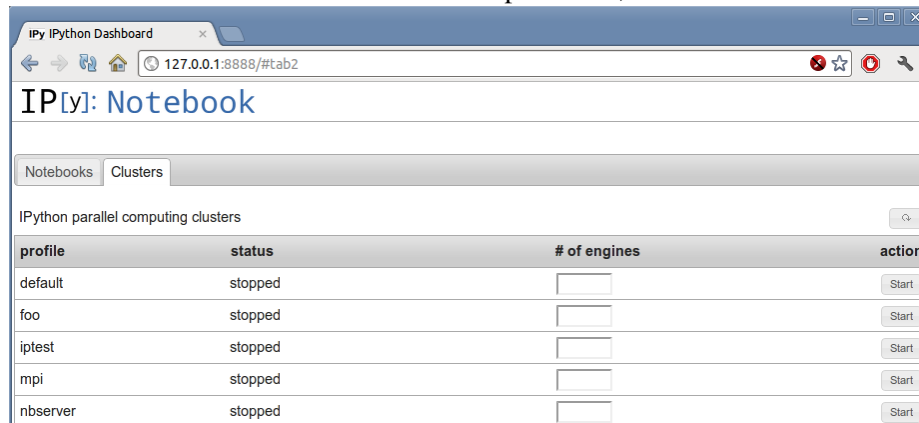 IPy IPython Dashboard
127.0.0.1:8888/#tab2
IP[y]: Notebook
Notebooks Clusters
IPython parallel computing clusters
profile status # of engines action
default stopped Start
foo stopped Start
iptest stopped Start
mpi stopped Start
nbserver stopped Start